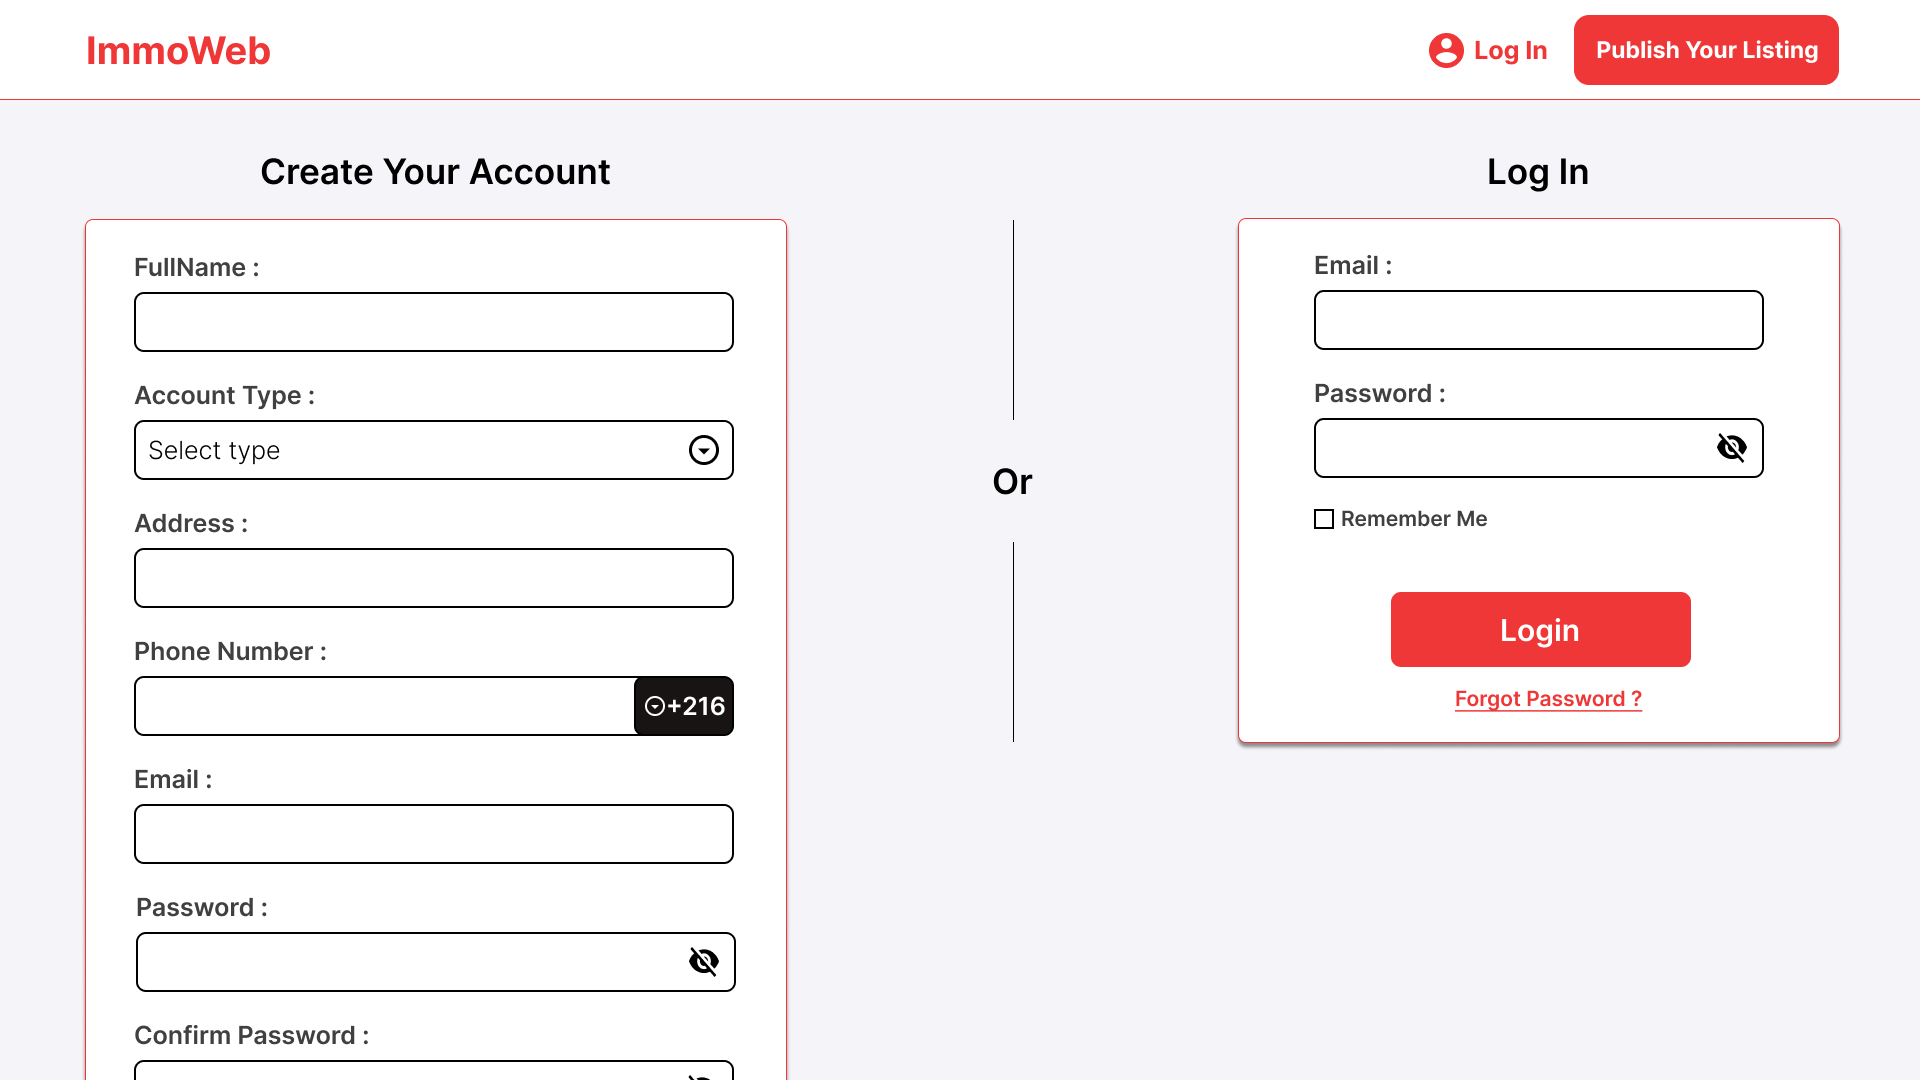 ImmoWeb
Log In
Publish Your Listing
Create Your Account
FullName :
Account Type :
Select type
Address :
Phone Number :
+216
Email :
Password :
Confirm Password :
Or
Log In
Email :
Password :
Remember Me
Login
Forgot Password ?